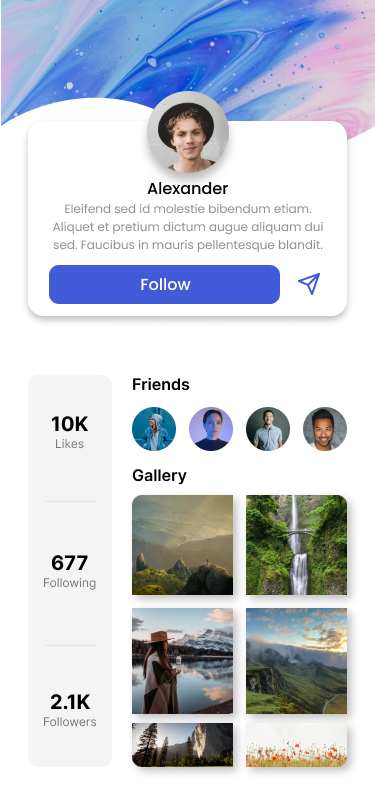 Alexander
Eleifend sed id molestie bibendum etiam.
Aliquet et pretium dictum augue aliquam dui
sed. Faucibus in mauris pellentesque blandit.
Follow
10K
Likes
677
Following
2.1K
Followers
Friends
Gallery